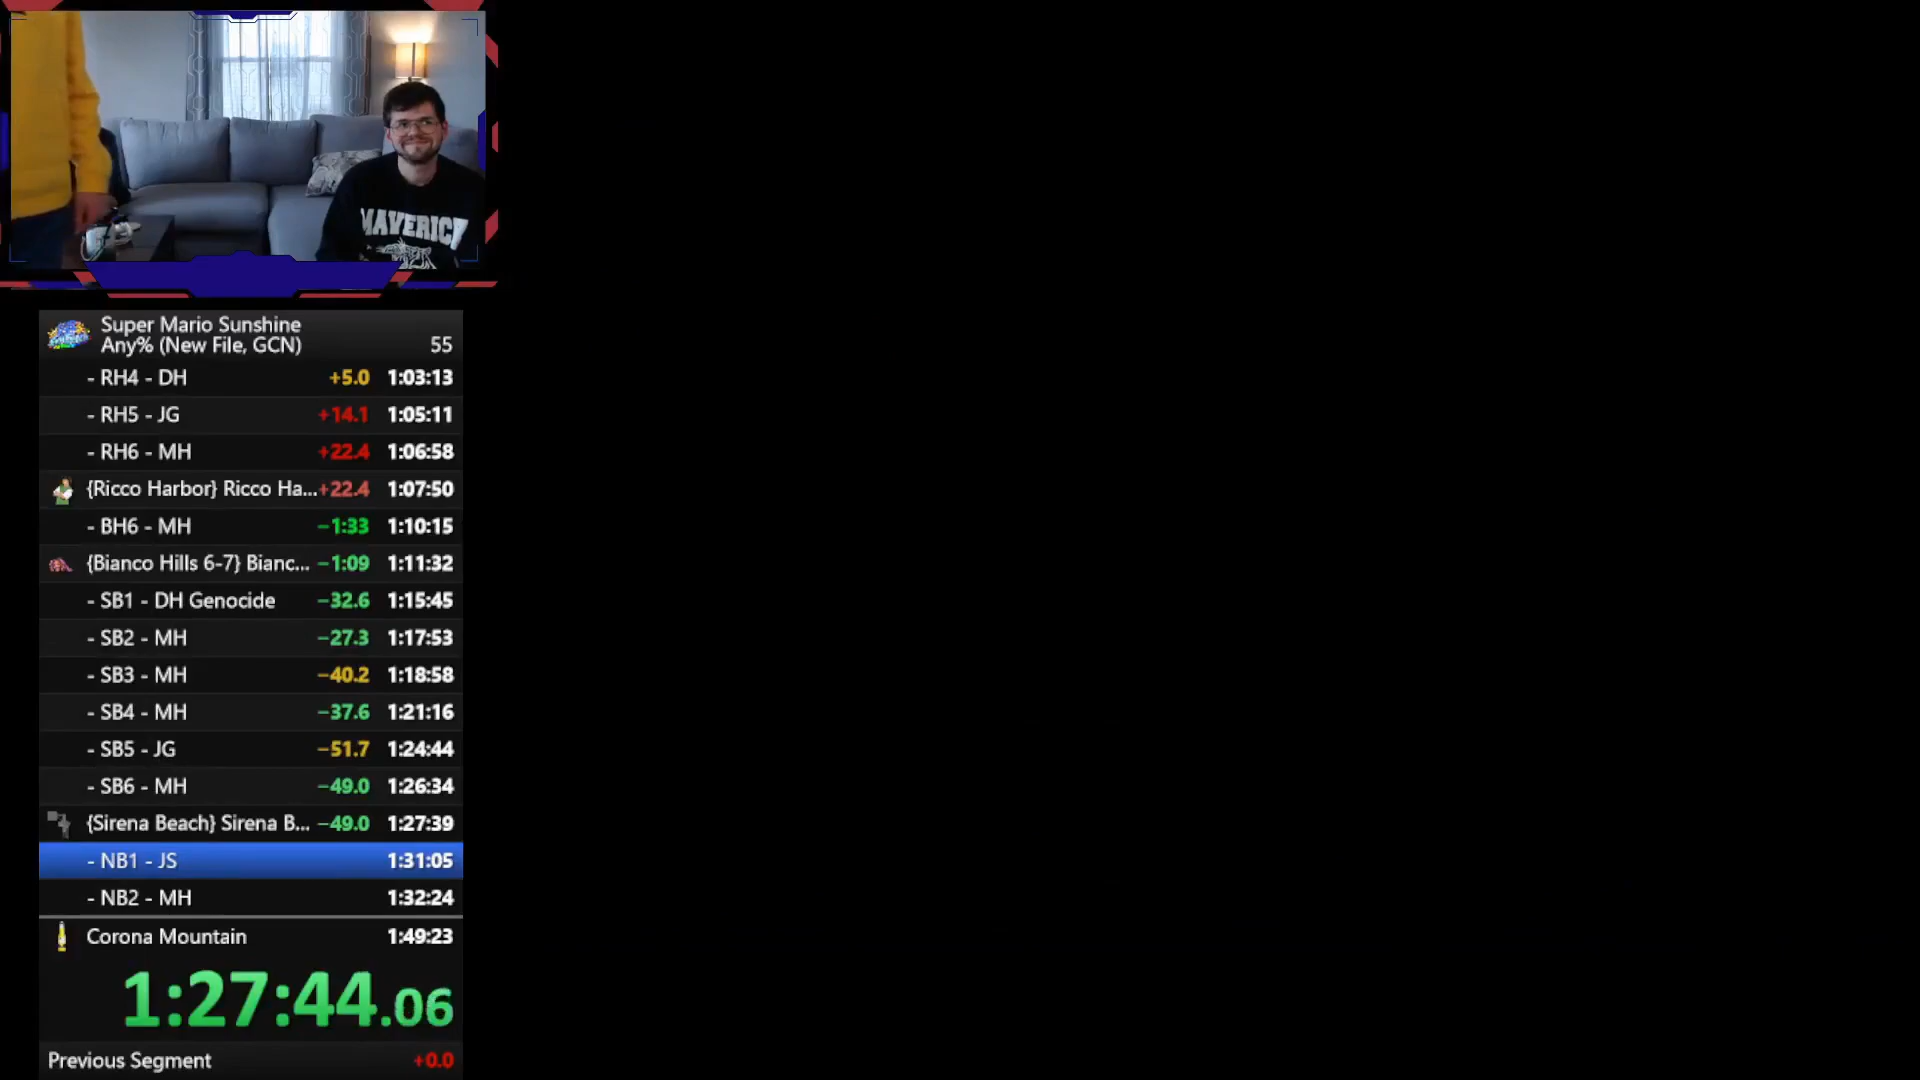 MAVERICK
Super Mario Sunshine
Any% (New File, GCN) 55
- RH4 - DH +5.0 1:03:13
- RH5 - JG +14.1 1:05:11
- RH6 - MH +22.4 1:06:58
{Ricco Harbor} Ricco Ha... +22.4 1:07:50
- BH6 - MH −1:33 1:10:15
{Bianco Hills 6-7} Bianc... −1:09 1:11:32
- SB1 - DH Genocide −32.6 1:15:45
- SB2 - MH −27.3 1:17:53
- SB3 - MH −40.2 1:18:58
- SB4 - MH −37.6 1:21:16
- SB5 - JG −51.7 1:24:44
- SB6 - MH −49.0 1:26:34
{Sirena Beach} Sirena B... −49.0 1:27:39
- NB1 - JS 1:31:05
- NB2 - MH 1:32:24
Corona Mountain 1:49:23
1:27:44.06
Previous Segment +0.0